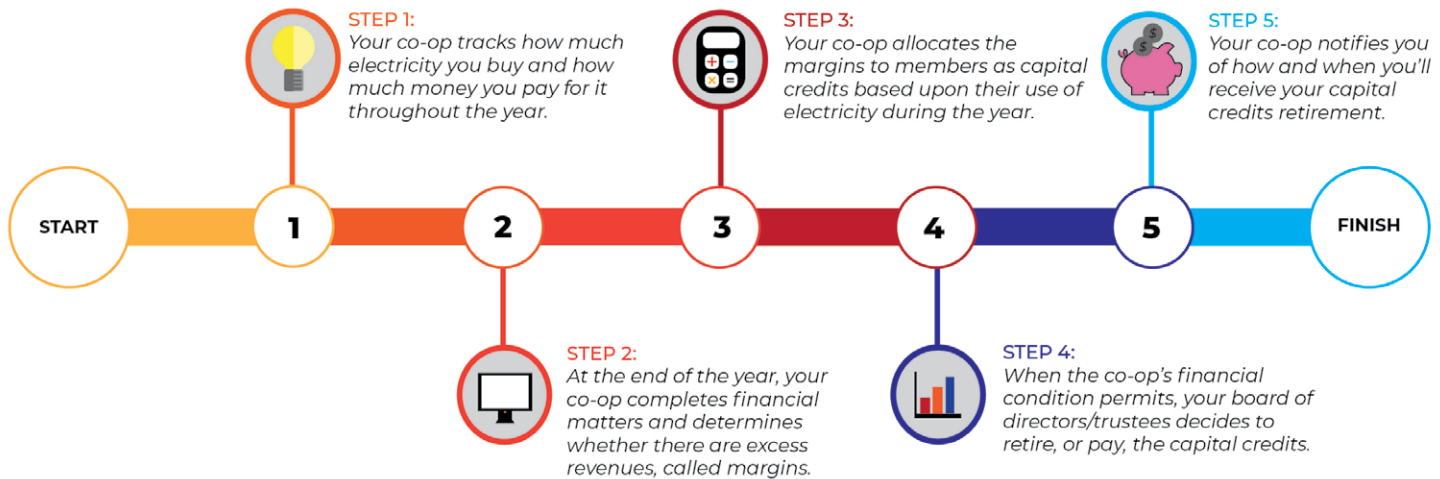 STEP 1:
Your co-op tracks how much
electricity you buy and how
much money you pay for it
throughout the year.
STEP 3:
Your co-op allocates the
margins to members as capital
credits based upon their use of
electricity during the year.
$
$
STEP 5:
Your co-op notifies you
of how and when you'll
receive your capital
credits retirement.
START
1
2
3
4
5
FINISH
STEP 2:
At the end of the year, your
co-op completes financial
matters and determines
whether there are excess
revenues, called margins.
STEP 4:
When the co-op's financial
condition permits, your board of
directors/trustees decides to
retire, or pay, the capital credits.